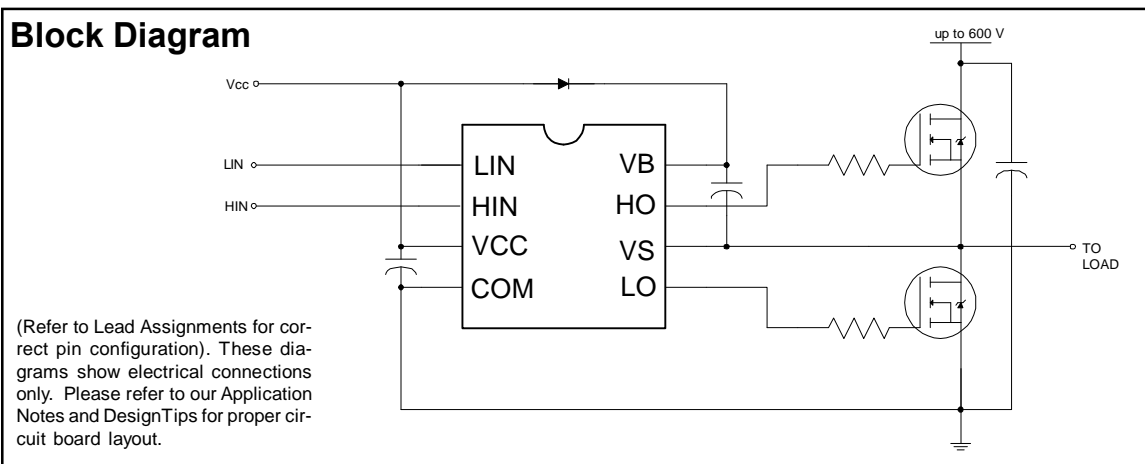 Block Diagram
up to 600 V
Vcc
LIN
HIN
LIN
HIN
VCC
COM
VB
HO
VS
LO
TO
LOAD
(Refer to Lead Assignments for cor-
rect pin configuration). These dia-
grams show electrical connections
only. Please refer to our Application
Notes and DesignTips for proper cir-
cuit board layout.